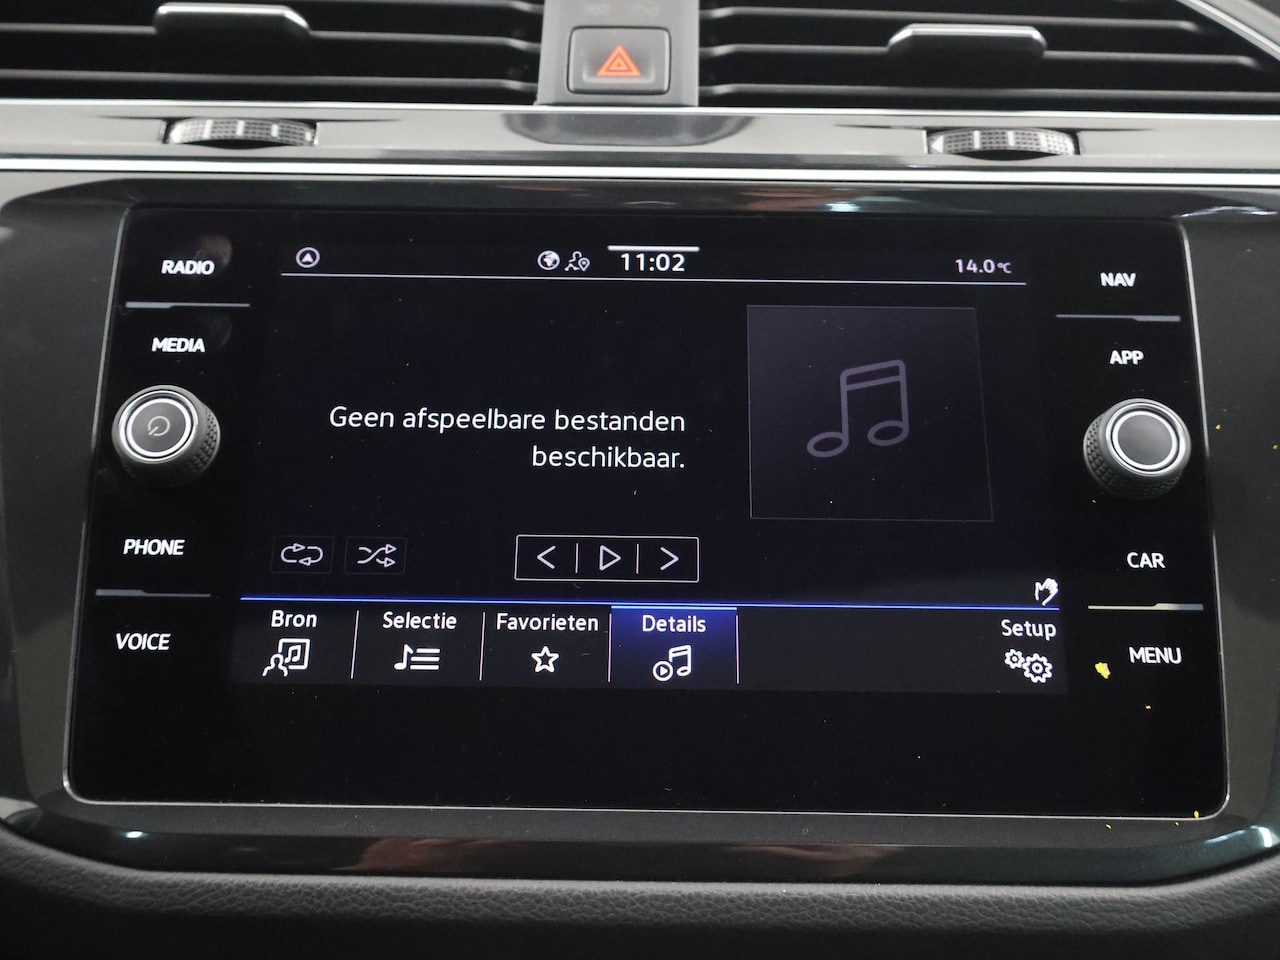 RADIO
MEDIA
PHONE
VOICE
11:02
14.0°C
Geen afspeelbare bestanden
beschikbaar.
Bron
Selectie
Favorieten
Details
Setup
NAV
APP
CAR
MENU